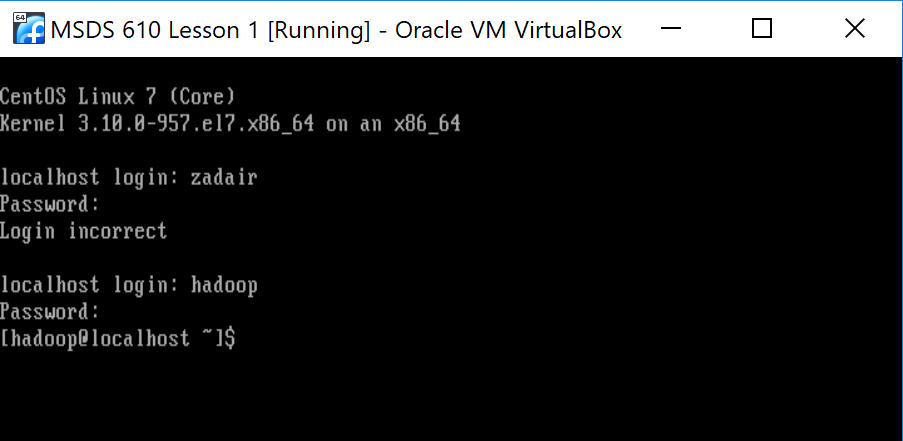 64
MSDS 610 Lesson 1 [Running] - Oracle VM VirtualBox
CentOS Linux 7 (Core)
Kernel 3.10.0-957.el7.x86_64 on an x86_64
localhost login: zadair
Password:
Login incorrect
localhost login: hadoop
Password:
[hadoop@localhost ~]$